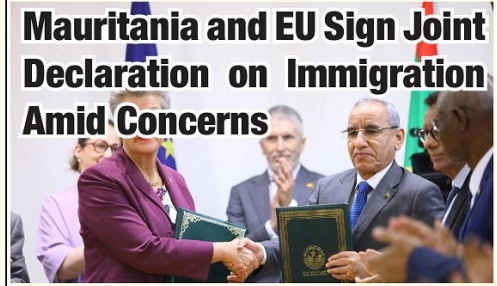 Mauritania and EU Sign Joint
Declaration on Immigration
Amid Concerns